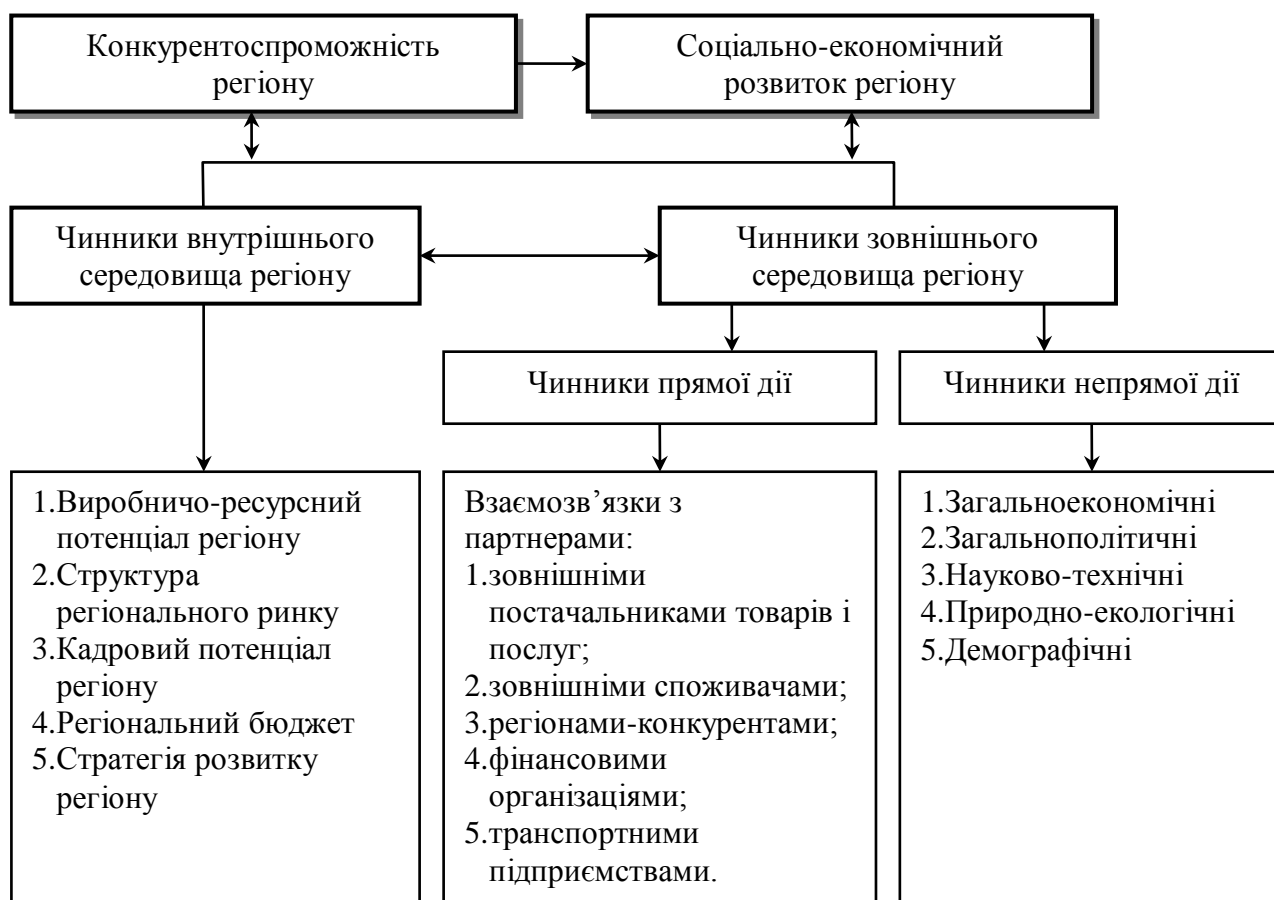 Конкурентоспроможність
регіону
Соціально-економічний
розвиток регіону
Чинники внутрішнього
середовища регіону
Чинники зовнішнього
середовища регіону
Чинники прямої дії
Чинники непрямої дії
1.Виробничо-ресурсний
потенціал регіону
2.Структура
регіонального ринку
3.Кадровий потенціал
регіону
4.Регіональний бюджет
5.Стратегія розвитку
регіону
Взаємозв’язки з
партнерами:
1.зовнішніми
постачальниками товарів і
послуг;
2.зовнішніми споживачами;
3.регіонами-конкурентами;
4.фінансовими
організаціями;
5.транспортними
підприємствами.
1.Загальноекономічні
2.Загальнополітичні
3.Науково-технічні
4.Природно-екологічні
5.Демографічні